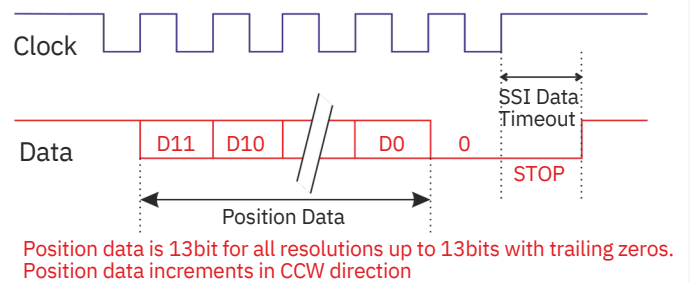 Clock
SSI Data
Timeout
Data
D11 D10 D0 0
STOP
Position Data
Position data is 13bit for all resolutions up to 13bits with trailing zeros.
Position data increments in CCW direction